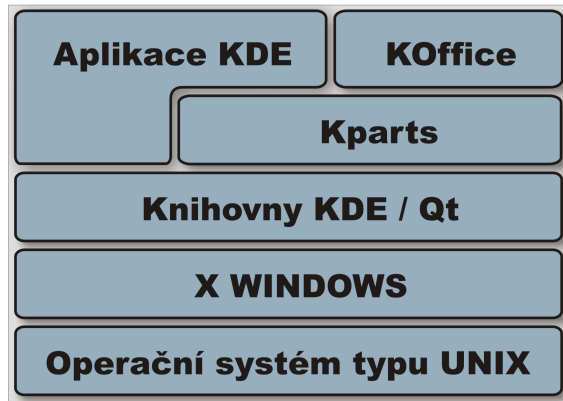 Aplikace KDE
KOffice
Kparts
Knihovny KDE / Qt
X WINDOWS
Operační systém typu UNIX